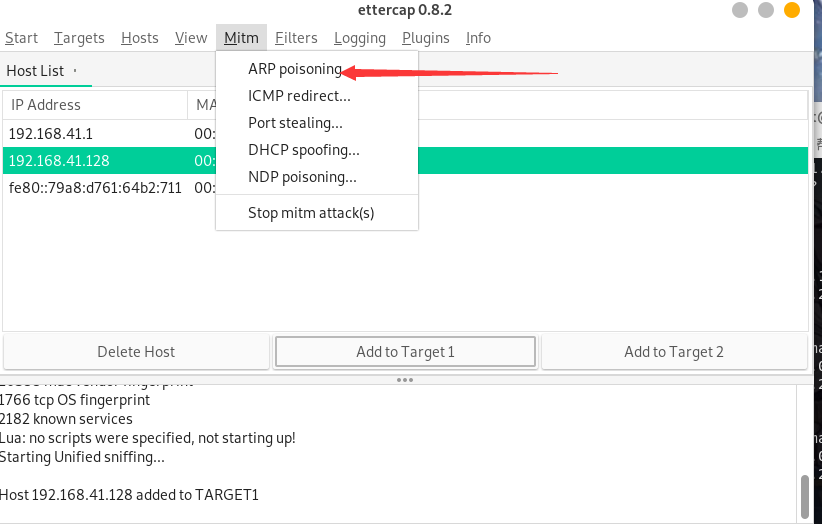 ettercap 0.8.2
Start Targets Hosts View Mitm Filters Logging Plugins Info
Host List
ARP poisoning
ICMP redirect...
Port stealing...
DHCP spoofing...
NDP poisoning...
Stop mitm attack(s)
IP Address MA
192.168.41.1 00:
192.168.41.128 00:
fe80::79a8:d761:64b2:711 00:
Delete Host Add to Target 1 Add to Target 2
1766 tcp OS fingerprint
2182 known services
Lua: no scripts were specified, not starting up!
Starting Unified sniffing...
Host 192.168.41.128 added to TARGET1